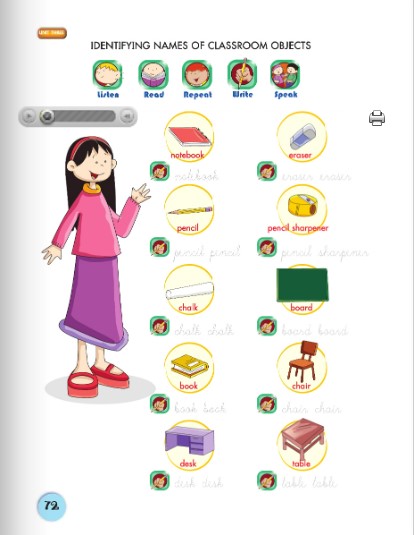 IDENTIFYING NAMES OF CLASSROOM OBJECTS
Listen Read Repeat Write Speak
notebook eraser
notebook eraser eraser
pencil pencil sharpener
pencil pencil pencil sharpener
chalk board
chalk chalk board board
book chair
book book chair chair
desk table
desk desk table table
72